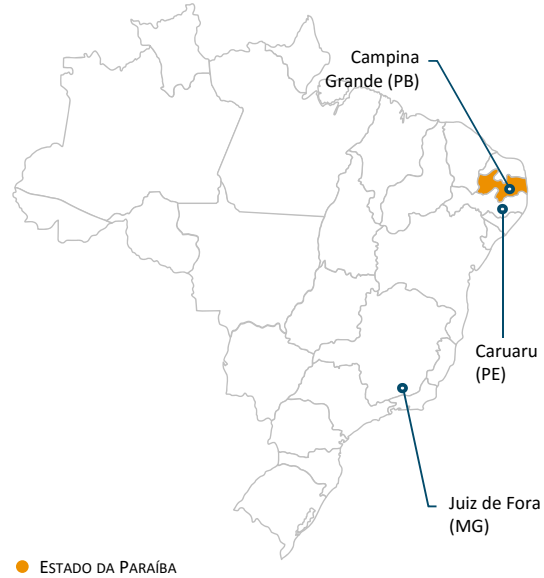 Campina
Grande (PB)
Caruaru
(PE)
Juiz de Fora
(MG)
ESTADO DA PARAÍBA